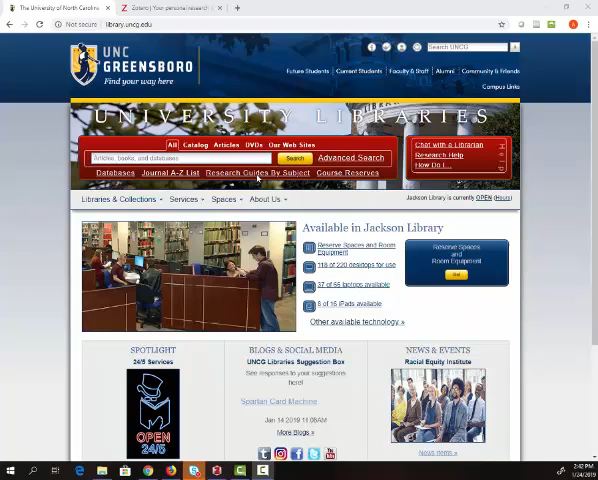 The University of North Carolina
Zotero | Your personal research
Not secure | library.uncg.edu
UNC
GREENSBORO
Find your way here
Search UNCG
Future Students
Current Students
Faculty & Staff
Alumni
Community & Friends
Campus Links
UNIVERSITY LIBRARIES
All Catalog Articles DVDs Our Web Sites
Articles, books, and databases
Search
Advanced Search
Databases Journal A-Z List Research Guides By Subject Course Reserves
Chat with a Librarian
Research Help
How Do I...
Help
Libraries & Collections Services Spaces About Us
Jackson Library is currently OPEN (Hours)
Available in Jackson Library
Reserve Spaces and Room
Equipment
118 of 220 desktops for use
37 of 55 laptops available
8 of 16 iPads available
Other available technology »
Reserve Spaces
and
Room Equipment
SPOTLIGHT
24/5 Services
OPEN
24/5
BLOGS & SOCIAL MEDIA
UNCG Libraries Suggestion Box
See responses to your suggestions
here!
Spartan Card Machine
Jan 14 2019 11:08AM
More Blogs »
NEWS & EVENTS
Racial Equity Institute
News Items »
2:42 PM
1/24/2019